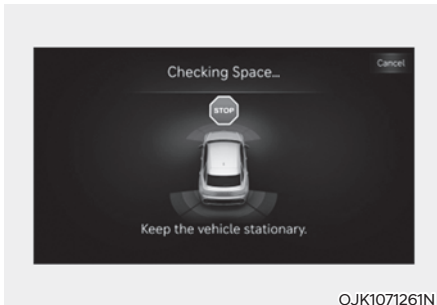 Checking Space...
Cancel
STOP
Keep the vehicle stationary.
OJK1071261N